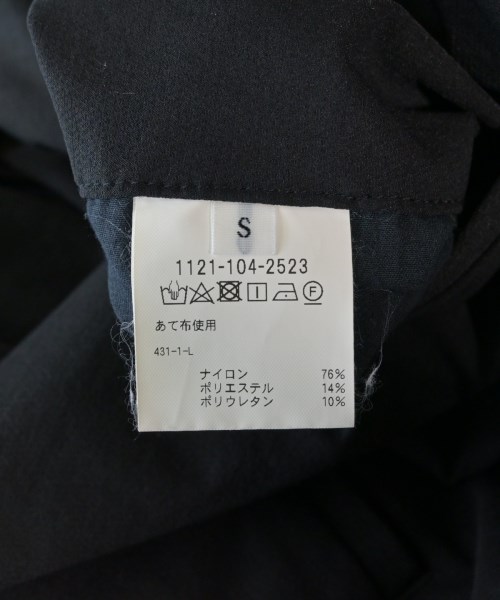 S
1121-104-2523
あて布使用
431-1-L
ナイロン 76%
ポリエステル 14%
ポリウレタン 10%